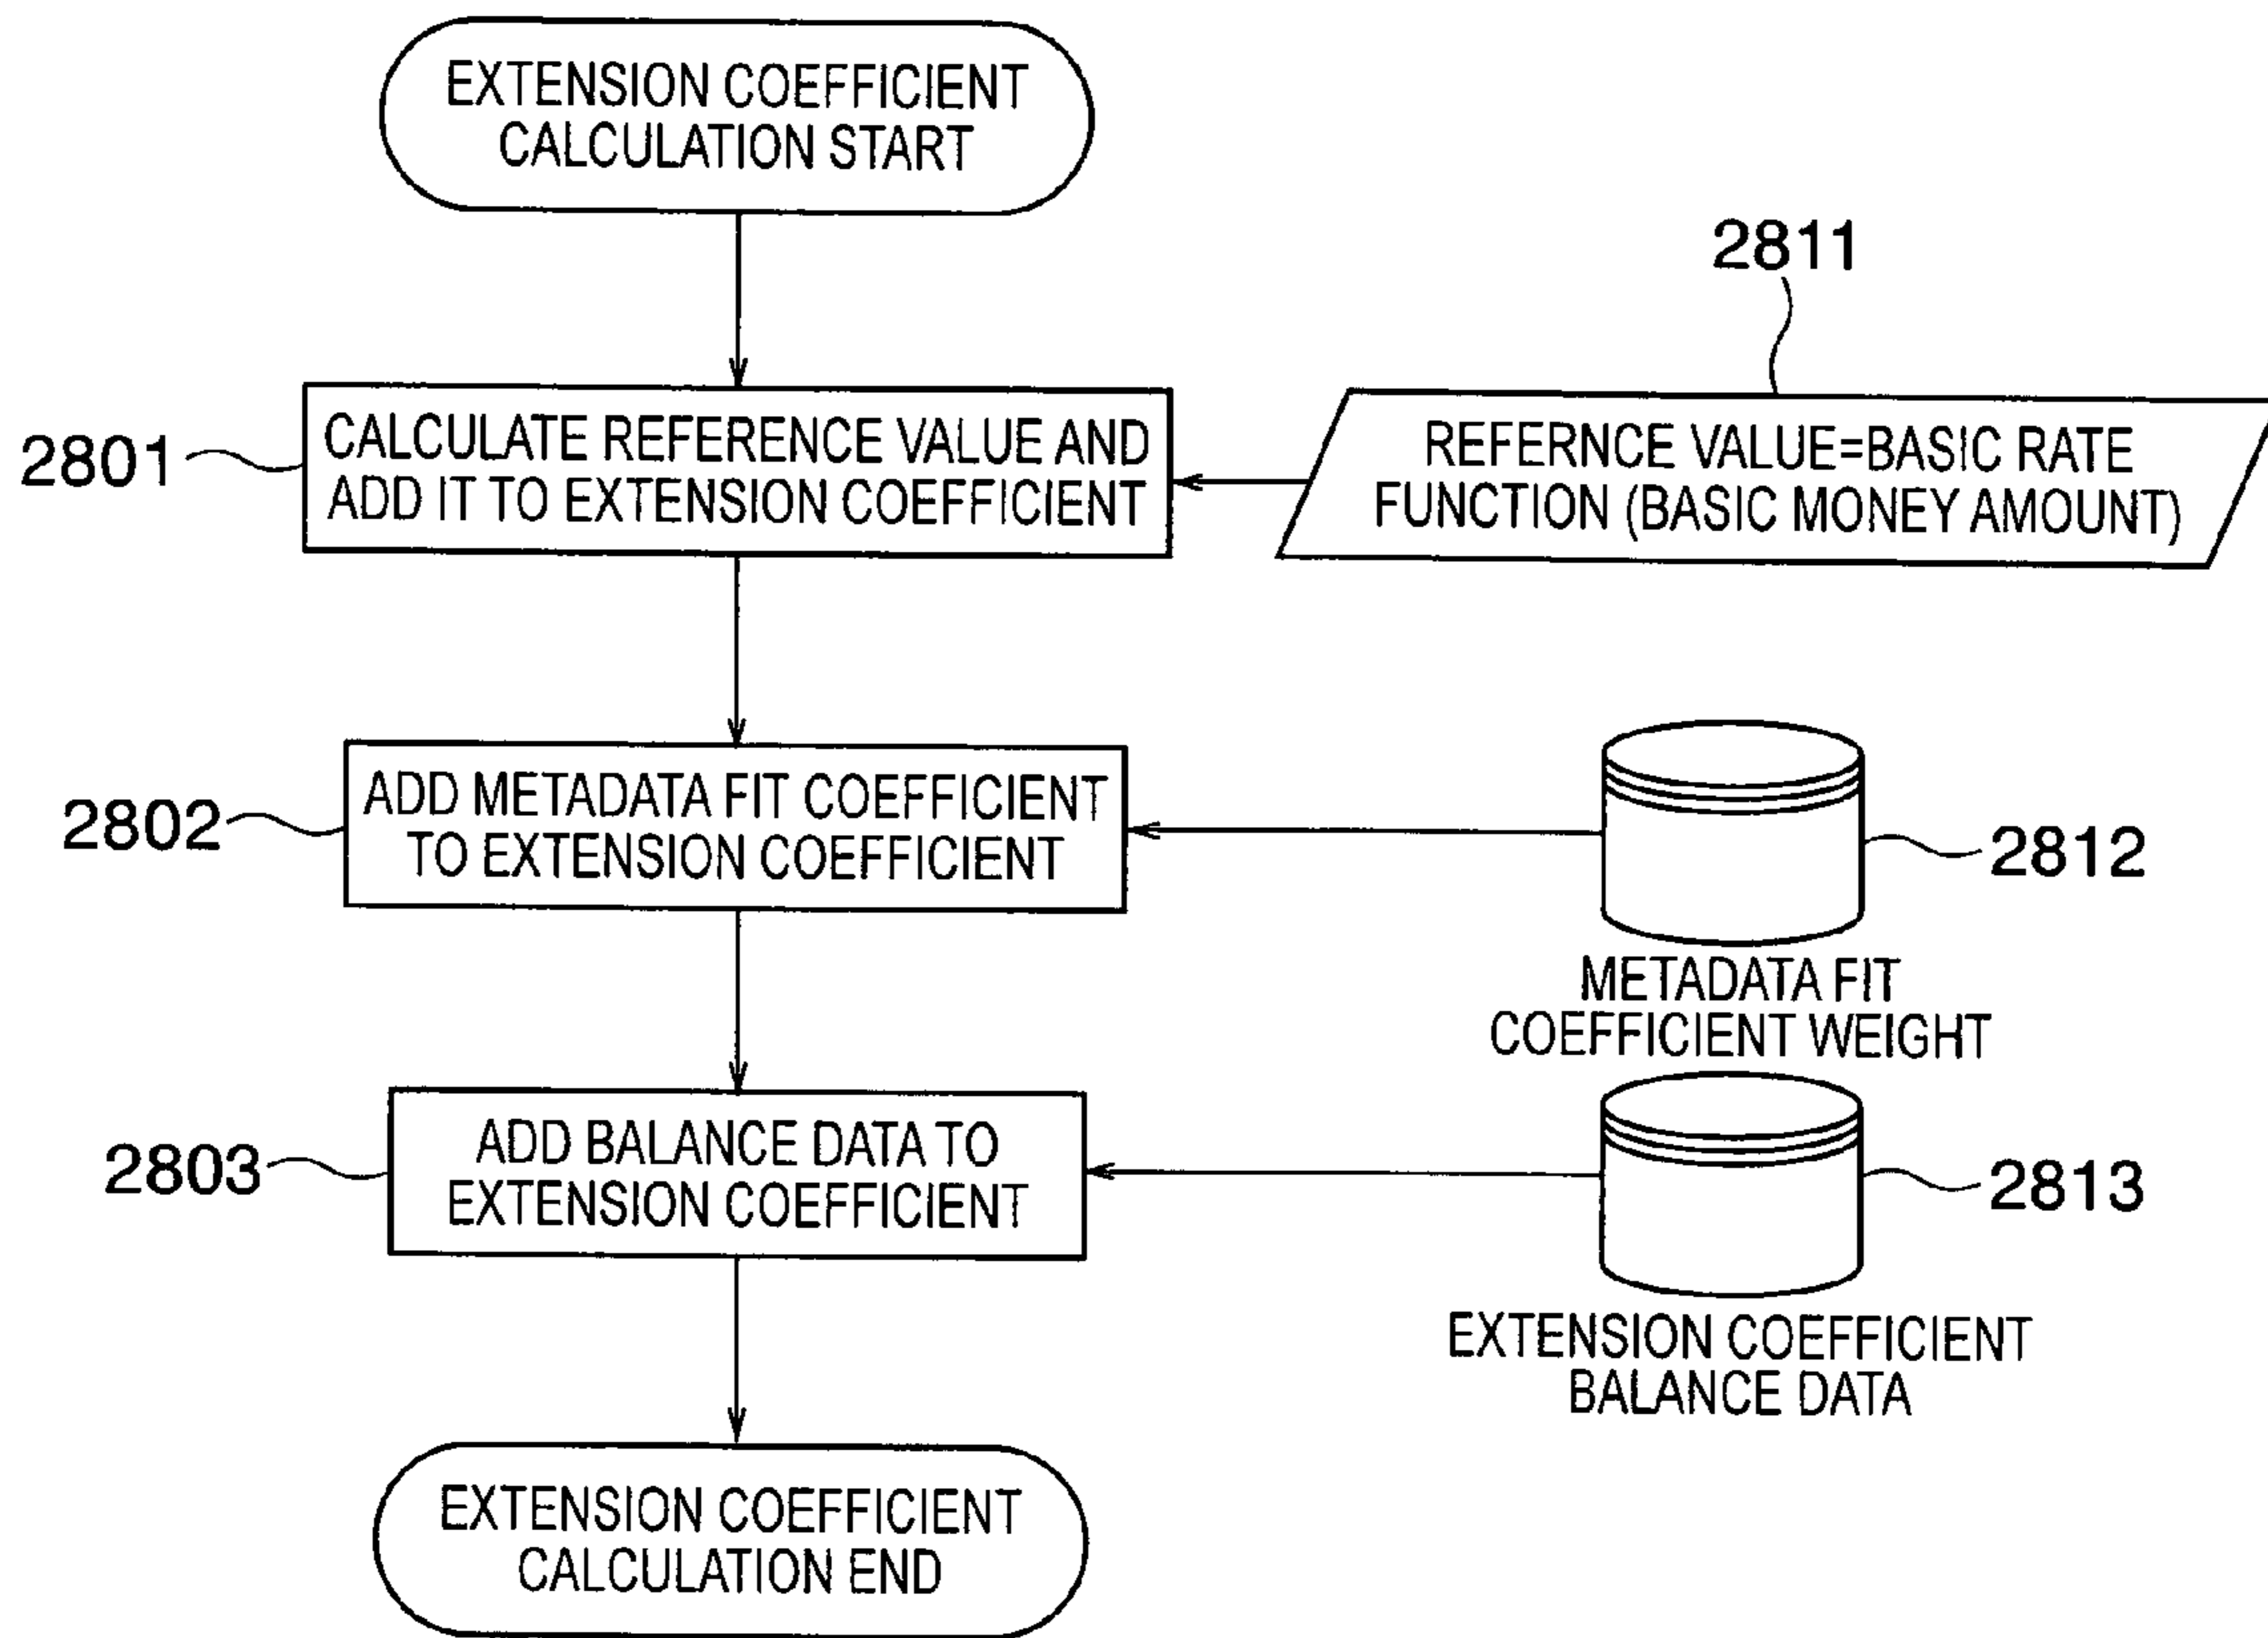 EXTENSION COEFFICIENT
CALCULATION START
2811
2801
CALCULATE REFERENCE VALUE AND
ADD IT TO EXTENSION COEFFICIENT
REFERNCE VALUE=BASIC RATE
FUNCTION (BASIC MONEY AMOUNT)
2802
ADD METADATA FIT COEFFICIENT
TO EXTENSION COEFFICIENT
2812
METADATA FIT
COEFFICIENT WEIGHT
2803
ADD BALANCE DATA TO
EXTENSION COEFFICIENT
2813
EXTENSION COEFFICIENT
BALANCE DATA
EXTENSION COEFFICIENT
CALCULATION END